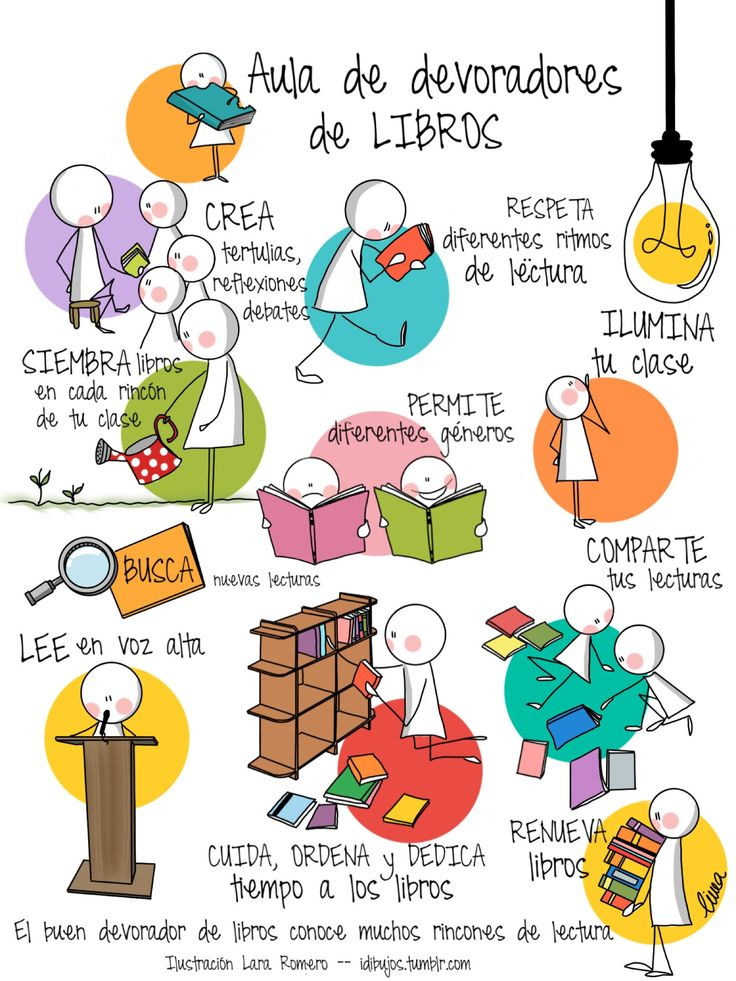 Aula de devoradores
de LIBROS
CREA
tertulias,
reflexiones
debates
RESPETA
diferentes ritmos
de lectura
ILUMINA
tu clase
SIEMBRA libros
en cada rincón
de tu clase
PERMITE
diferentes géneros
BUSCA
nuevas lecturas
COMPARTE
tus lecturas
LEE en voz alta
CUIDA, ORDENA y DEDICA
tiempo a los libros
RENUEVA
libros
El buen devorador de libros conoce muchos rincones de lectura
Ilustración Lara Romero -- idibujos.tumblr.com